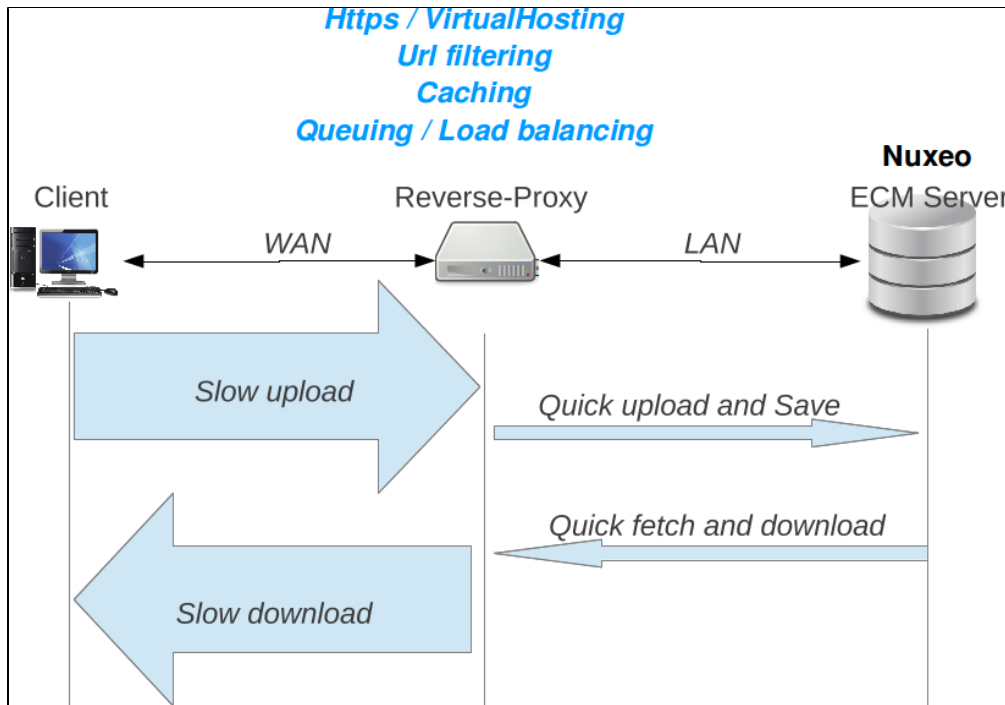 Https / VirtualHosting
Url filtering
Caching
Queuing / Load balancing
Nuxeo
Client
Reverse-Proxy
ECM Server
WAN
LAN
Slow upload
Quick upload and Save
Quick fetch and download
Slow download